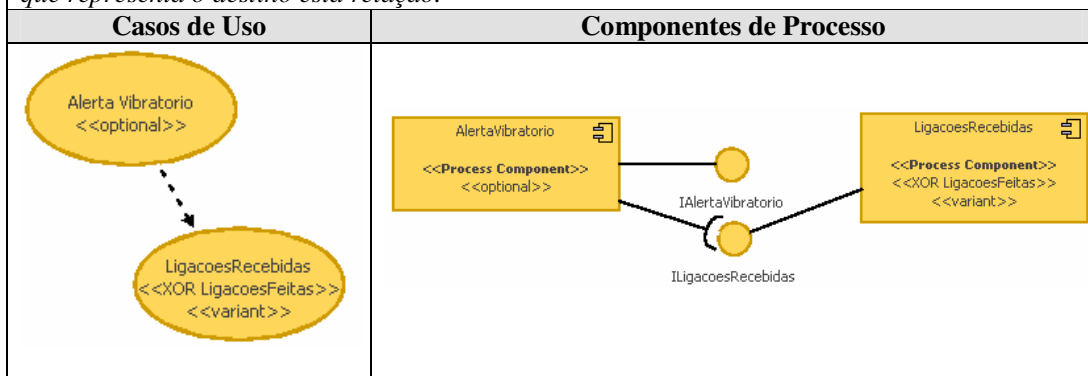 que representa o destino esta relação.
Casos de Uso
Componentes de Processo
Alerta Vibratorio
<<optional>>
LigacoesRecebidas
<<XOR LigacoesFeitas>>
<<variant>>
AlertaVibratorio
<<Process Component>>
<<optional>>
IAlertaVibratorio
ILigacoesRecebidas
LigacoesRecebidas
<<Process Component>>
<<XOR LigacoesFeitas>>
<<variant>>